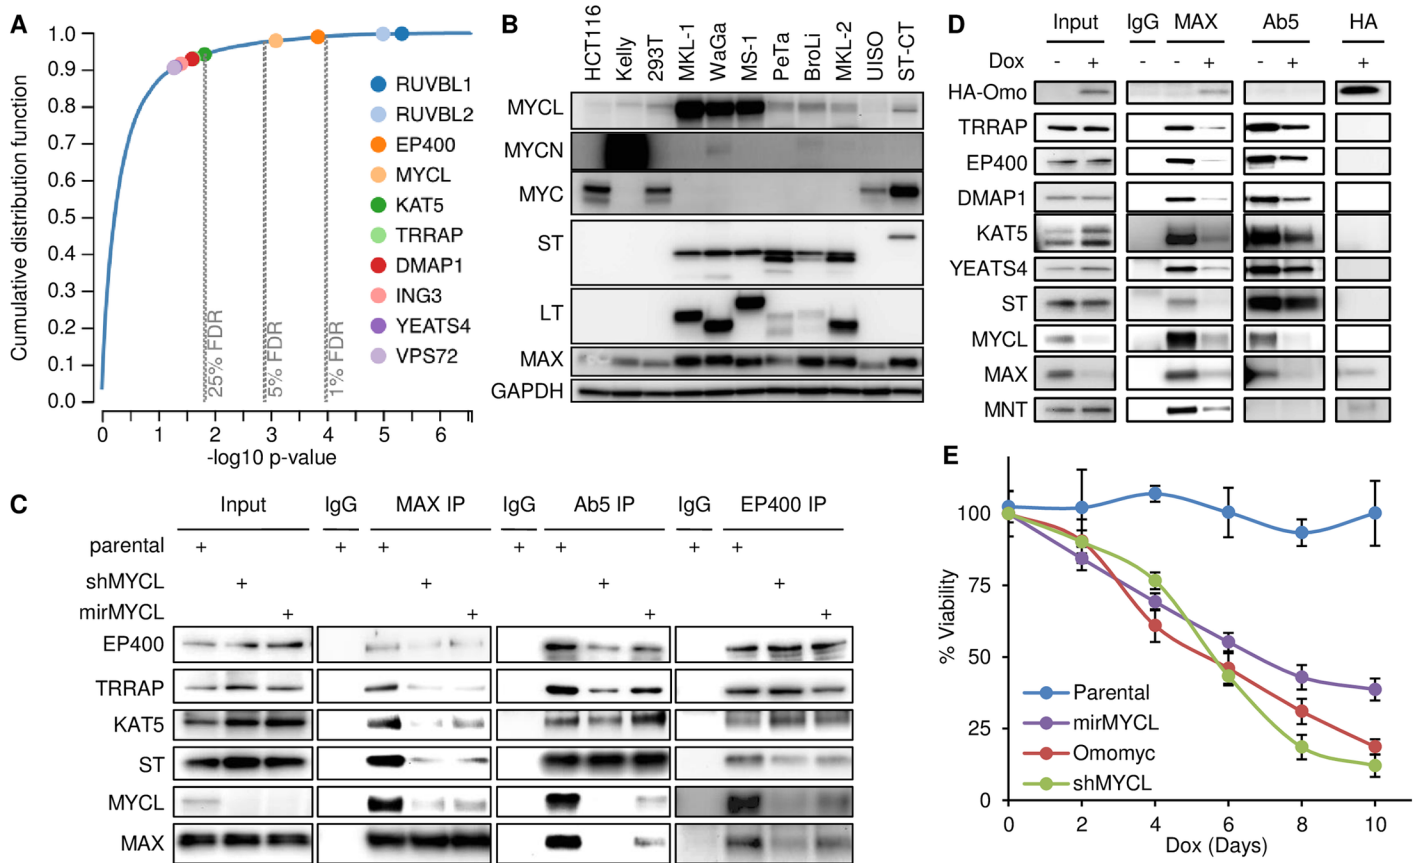 A
Cumulative distribution function
1.0
0.9
0.8
0.7
0.6
0.5
0.4
0.3
0.2
0.1
0.0
0 1 2 3 4 5 6
-log10 p-value
25% FDR
5% FDR
1% FDR
RUVBL1
RUVBL2
EP400
MYCL
KAT5
TRRAP
DMAP1
ING3
YEATS4
VPS72
B
HCT116
Kelly
293T
MKL-1
WaGa
MS-1
PeTa
BroLi
MKL-2
UISO
ST-CT
MYCL
MYCN
MYC
ST
LT
MAX
GAPDH
C
Input IgG MAX IP IgG Ab5 IP IgG EP400 IP
parental + + + + + + +
shMYCL + + + +
mirMYCL + + + +
EP400
TRRAP
KAT5
ST
MYCL
MAX
D
Input IgG MAX Ab5 HA
Dox - + - - + - + +
HA-Omo
TRRAP
EP400
DMAP1
KAT5
YEATS4
ST
MYCL
MAX
MNT
E
% Viability
100
75
50
25
0
0 2 4 6 8 10
Dox (Days)
Parental
mirMYCL
Omomyc
shMYCL